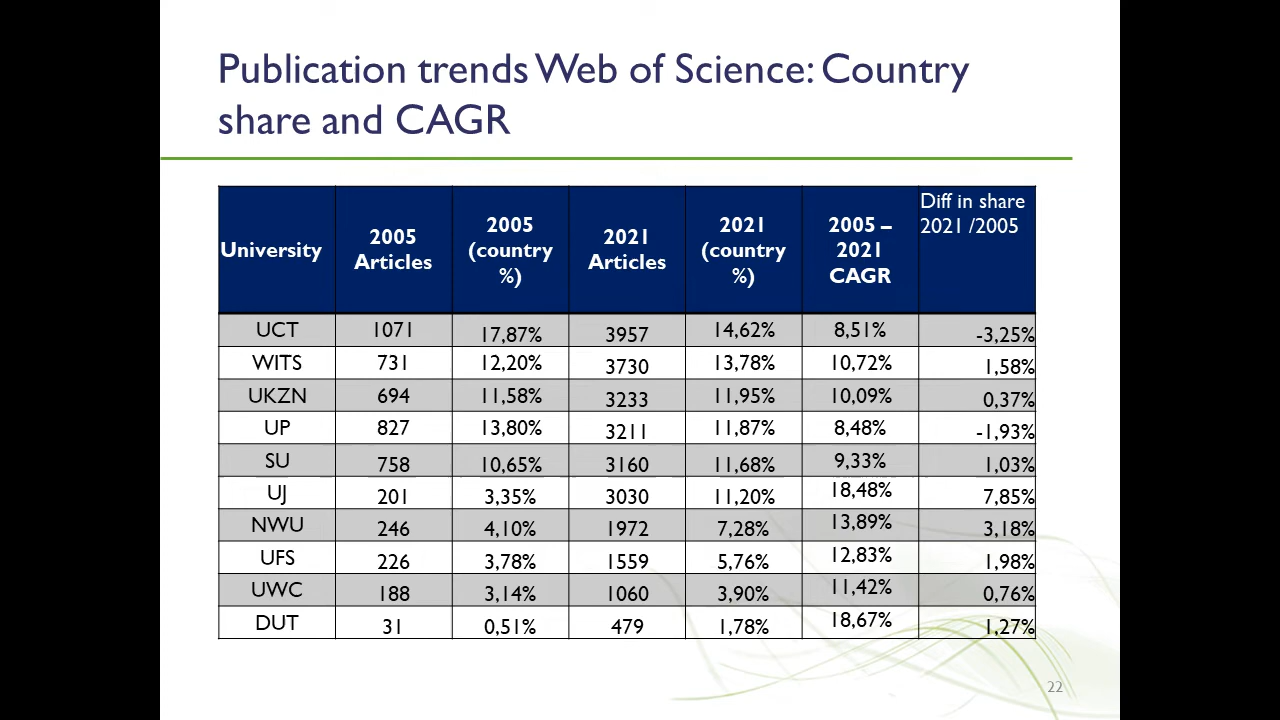 Publication trends Web of Science: Country
share and CAGR
University 2005 Articles 2005 (country %) 2021 Articles 2021 (country %) 2005 – 2021 CAGR Diff in share 2021 /2005
UCT 1071 17,87% 3957 14,62% 8,51% -3,25%
WITS 731 12,20% 3730 13,78% 10,72% 1,58%
UKZN 694 11,58% 3233 11,95% 10,09% 0,37%
UP 827 13,80% 3211 11,87% 8,48% -1,93%
SU 758 10,65% 3160 11,68% 9,33% 1,03%
UJ 201 3,35% 3030 11,20% 18,48% 7,85%
NWU 246 4,10% 1972 7,28% 13,89% 3,18%
UFS 226 3,78% 1559 5,76% 12,83% 1,98%
UWC 188 3,14% 1060 3,90% 11,42% 0,76%
DUT 31 0,51% 479 1,78% 18,67% 1,27%
22